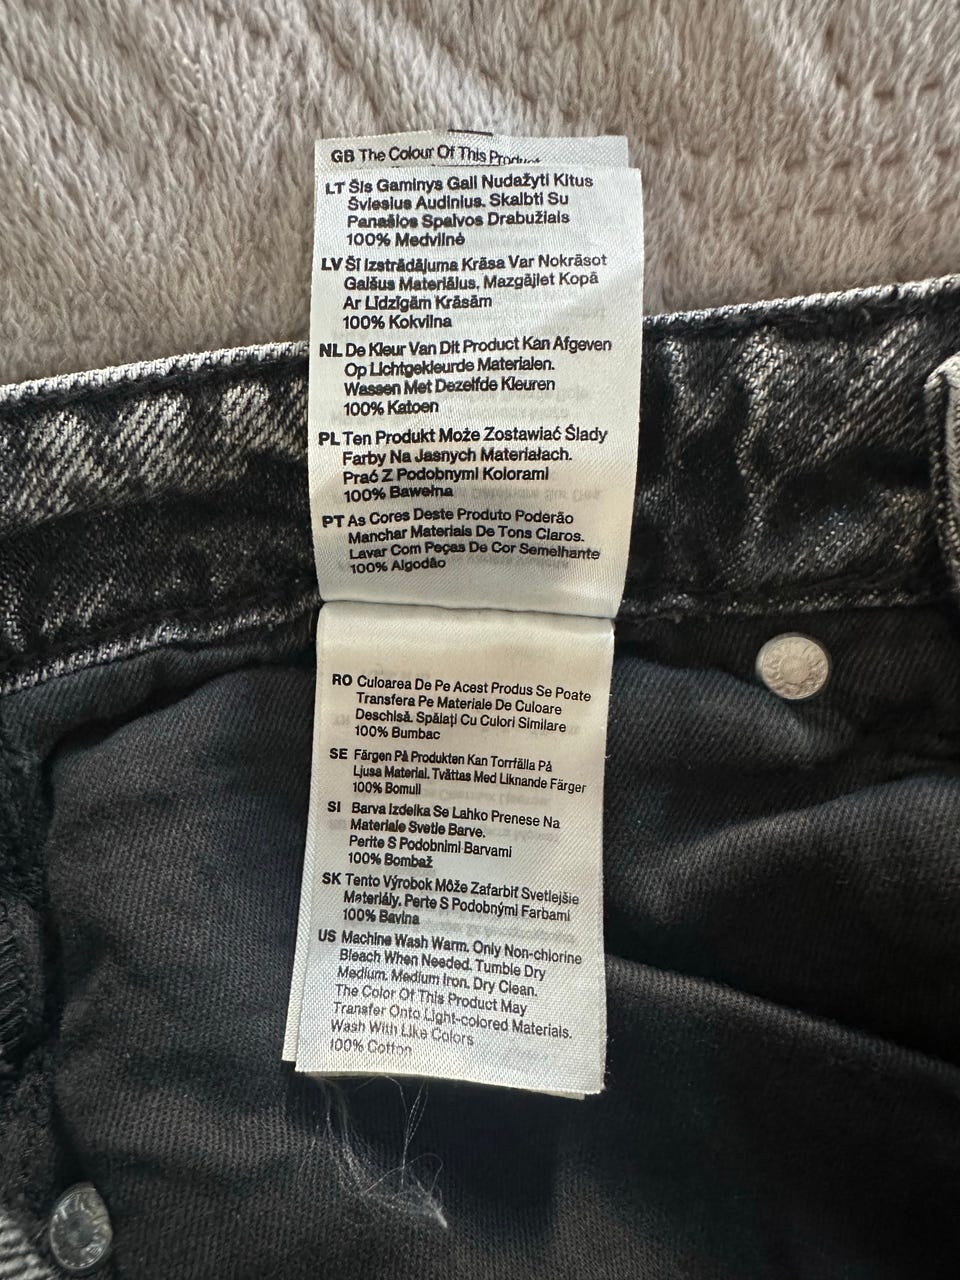 GB The Colour Of This Product
LT Šis Gaminys Gali Nudažyti Kitus
Šviesius Audinius. Skalbti Su
Panašios Spalvos Drabužiais
100% Medvilnė
LV Šī Izstrādājuma Krāsa Var Nokrāsot
Gaišus Materiālus. Mazgājiet Kopā
Ar Līdzīgām Krāsām
100% Kokvilna
NL De Kleur Van Dit Product Kan Afgeven
Op Lichtgekleurde Materialen.
Wassen Met Dezelfde Kleuren
100% Katoen
PL Ten Produkt Może Zostawiać Ślady
Farby Na Jasnych Materiałach.
Prać Z Podobnymi Kolorami
100% Bawełna
PT As Cores Deste Produto Poderão
Manchar Materiais De Tons Claros.
Lavar Com Peças De Cor Semelhante
100% Algodão
RO Culoarea De Pe Acest Produs Se Poate
Transfera Pe Materiale De Culoare
Deschisă. Spălați Cu Culori Similare
100% Bumbac
SE Färgen På Produkten Kan Torrfälla På
Ljusa Material. Tvättas Med Liknande Färger
100% Bomull
SI Barva Izdelka Se Lahko Prenese Na
Materiale Svetle Barve.
Perite S Podobnimi Barvami
100% Bombaž
SK Tento Výrobok Môže Zafarbiť Svetlejšie
Materiály. Perte S Podobnými Farbami
100% Bavlna
US Machine Wash Warm. Only Non-chlorine
Bleach When Needed. Tumble Dry
Medium. Medium Iron. Dry Clean.
The Color Of This Product May
Transfer Onto Light-colored Materials.
Wash With Like Colors
100% Cotton